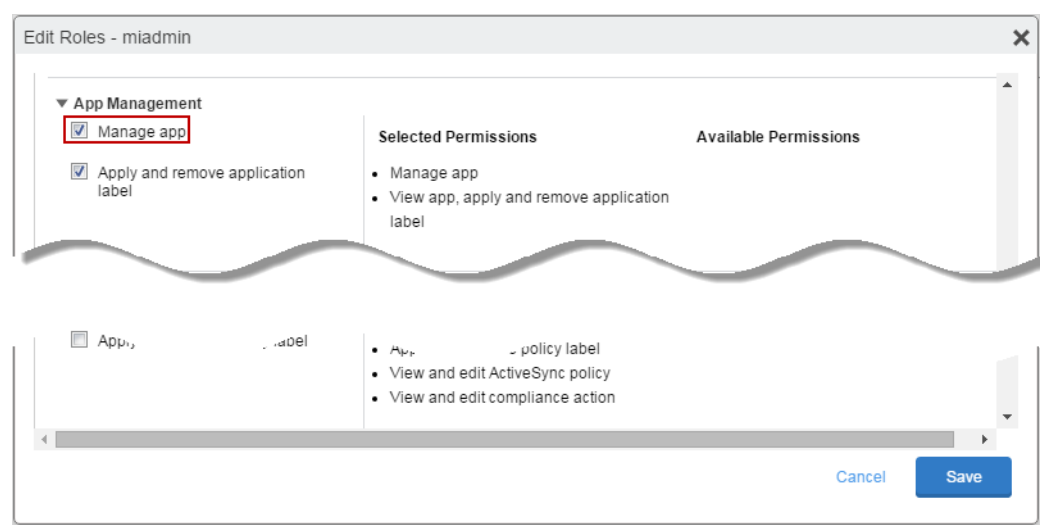 Edit Roles - miadmin
App Management
Manage app
Selected Permissions
Available Permissions
Apply and remove application
label
Manage app
View app, apply and remove application
label
label
policy label
View and edit ActiveSync policy
View and edit compliance action
Cancel
Save